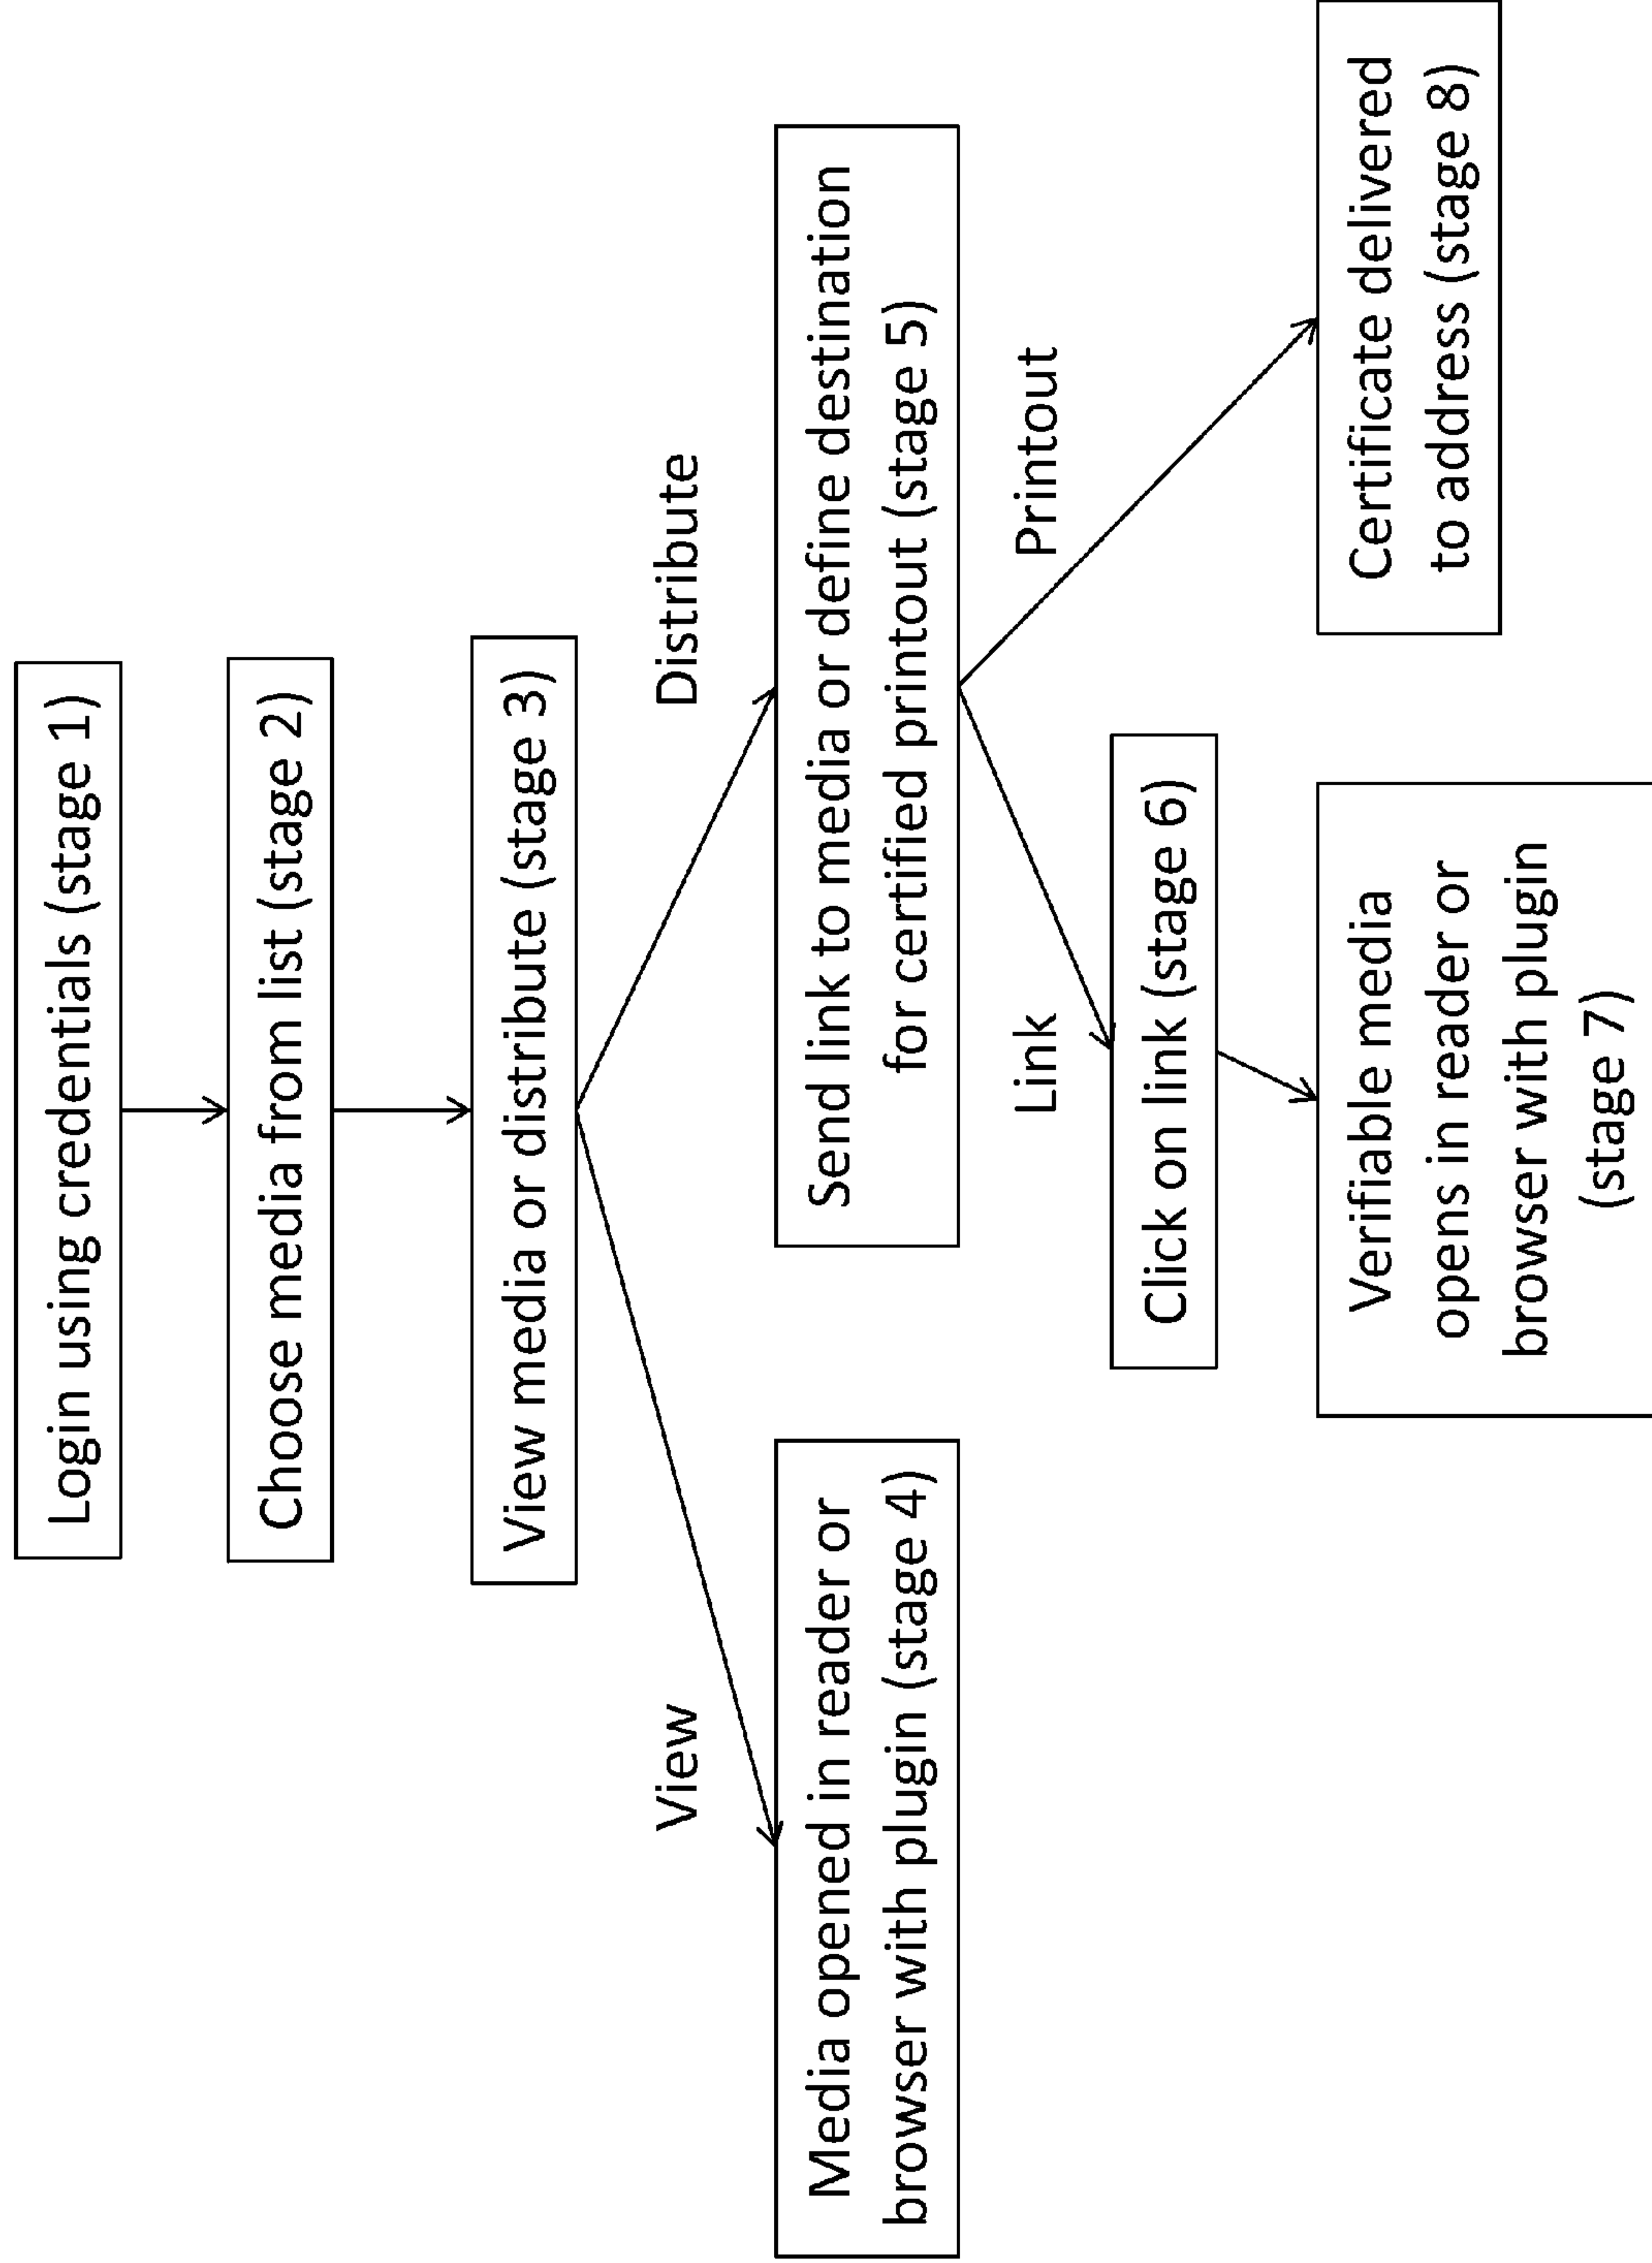 Login using credentials (stage 1)
Choose media from list (stage 2)
View media or distribute (stage 3)
View
Distribute
Media opened in reader or
browser with plugin (stage 4)
Send link to media or define destination
for certified printout (stage 5)
Link
Printout
Click on link (stage 6)
Verifiable media
opens in reader or
browser with plugin
(stage 7)
Certificate delivered
to address (stage 8)